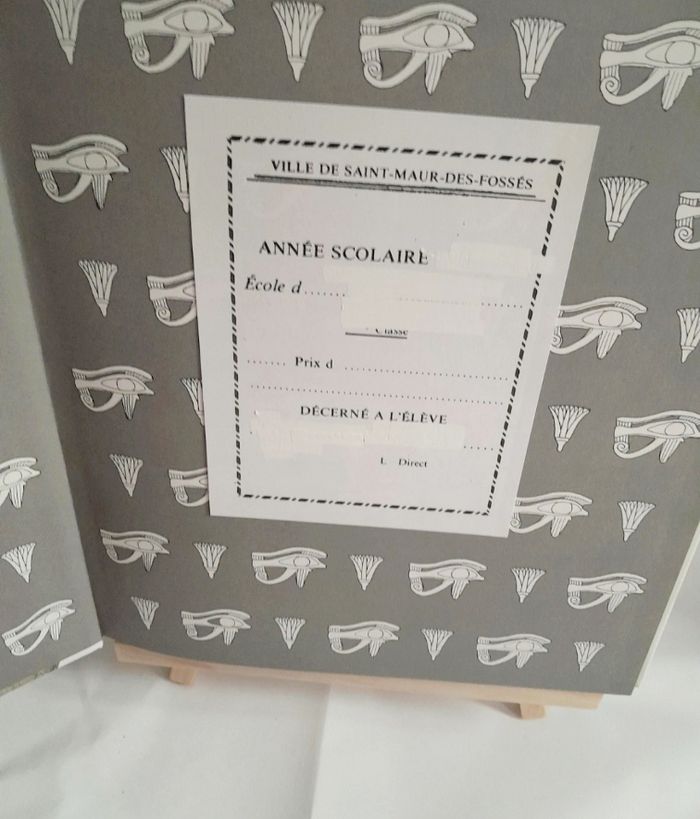 VILLE DE SAINT-MAUR-DES-FOSSÉS
ANNÉE SCOLAIRE
École d.......
Classe
....... Prix d ..............................
DÉCERNÉ A L'ÉLÈVE
L Direct